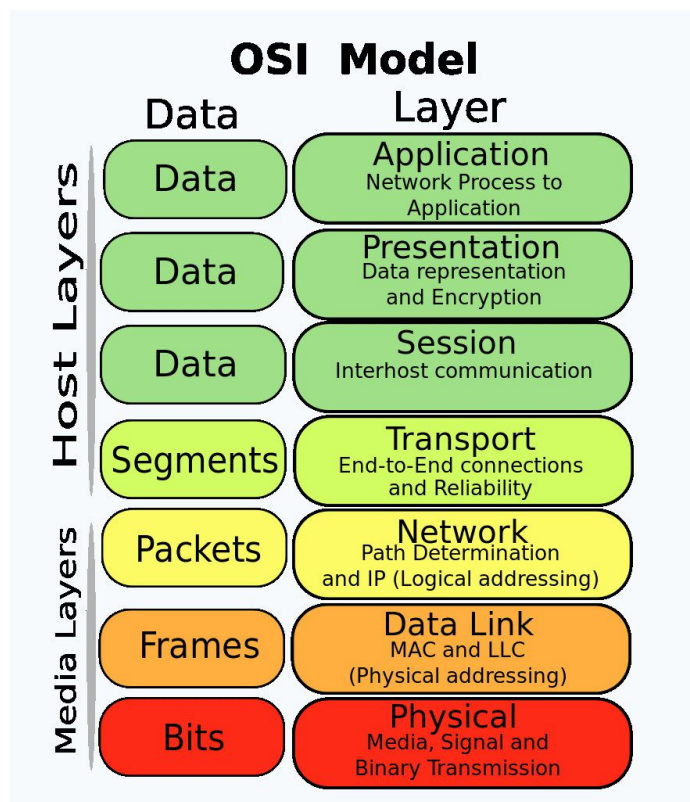 OSI Model
Data
Layer
Host Layers
Data
Application
Network Process to
Application
Data
Presentation
Data representation
and Encryption
Data
Session
Interhost communication
Segments
Transport
End-to-End connections
and Reliability
Media Layers
Packets
Network
Path Determination
and IP (Logical addressing)
Frames
Data Link
MAC and LLC
(Physical addressing)
Bits
Physical
Media, Signal and
Binary Transmission